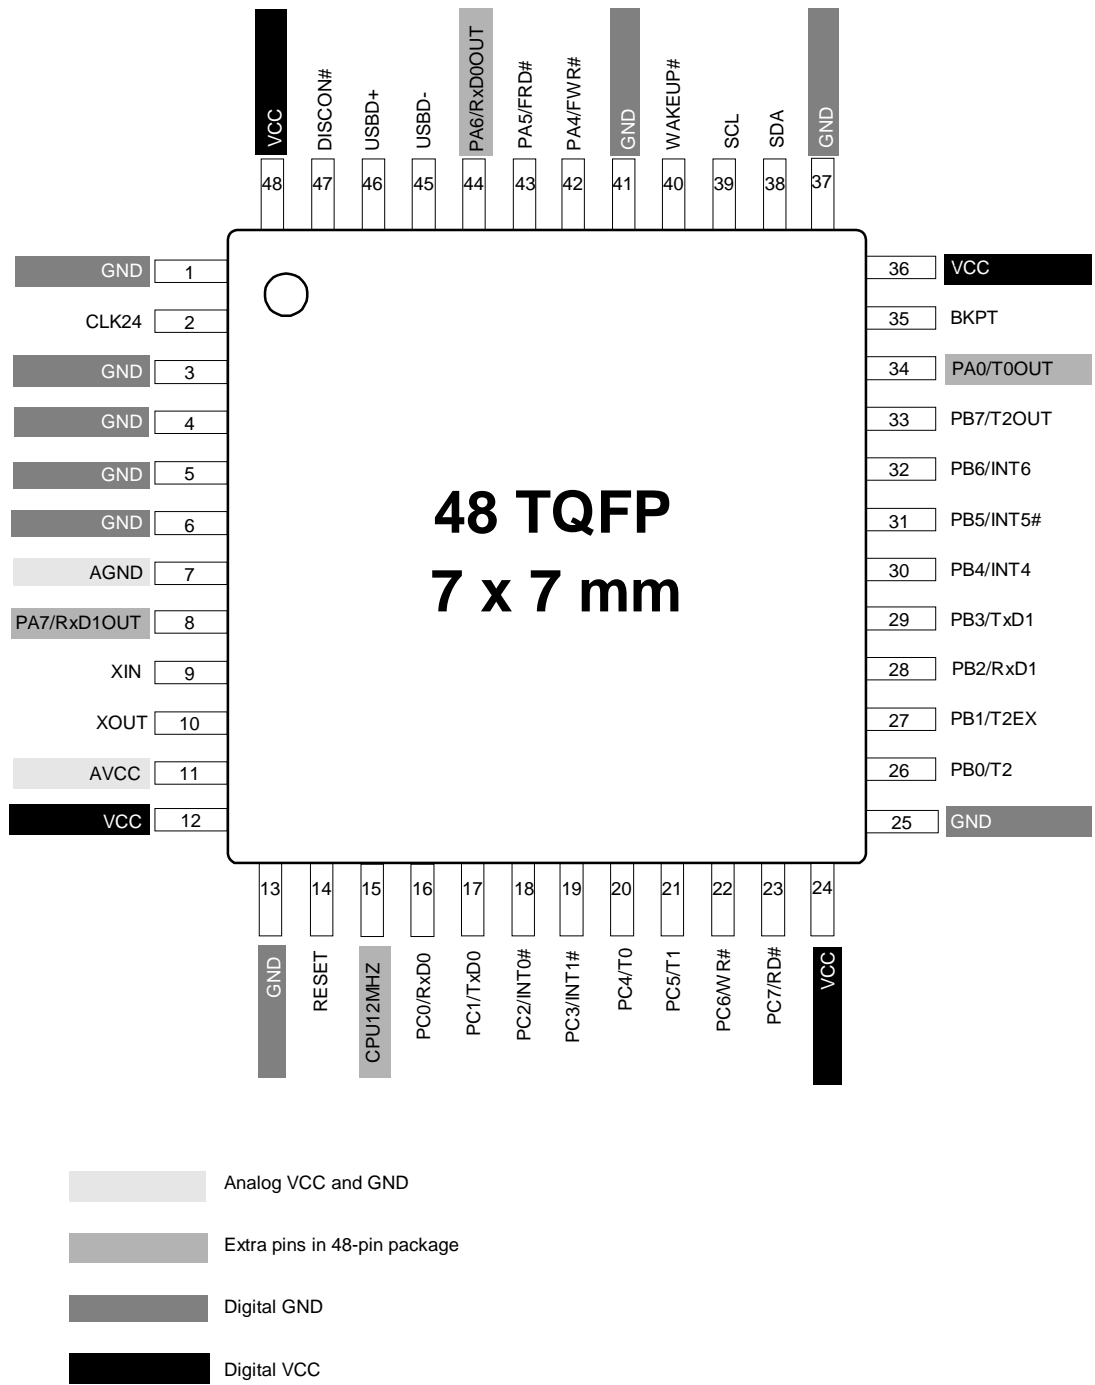 VCC
DISCON#
USBD+
USBD-
PA6/RxD0OUT
PA5/FRD#
PA4/FWR#
GND
WAKEUP#
SCL
SDA
GND
48
47
46
45
44
43
42
41
40
39
38
37
GND 1
CLK24 2
GND 3
GND 4
GND 5
GND 6
AGND 7
PA7/RxD1OUT 8
XIN 9
XOUT 10
AVCC 11
VCC 12
48 TQFP
7 x 7 mm
36 VCC
35 BKPT
34 PA0/T0OUT
33 PB7/T2OUT
32 PB6/INT6
31 PB5/INT5#
30 PB4/INT4
29 PB3/TxD1
28 PB2/RxD1
27 PB1/T2EX
26 PB0/T2
25 GND
13
14
15
16
17
18
19
20
21
22
23
24
GND
RESET
CPU12MHZ
PC0/RxD0
PC1/TxD0
PC2/INT0#
PC3/INT1#
PC4/T0
PC5/T1
PC6/WR#
PC7/RD#
VCC
Analog VCC and GND
Extra pins in 48-pin package
Digital GND
Digital VCC